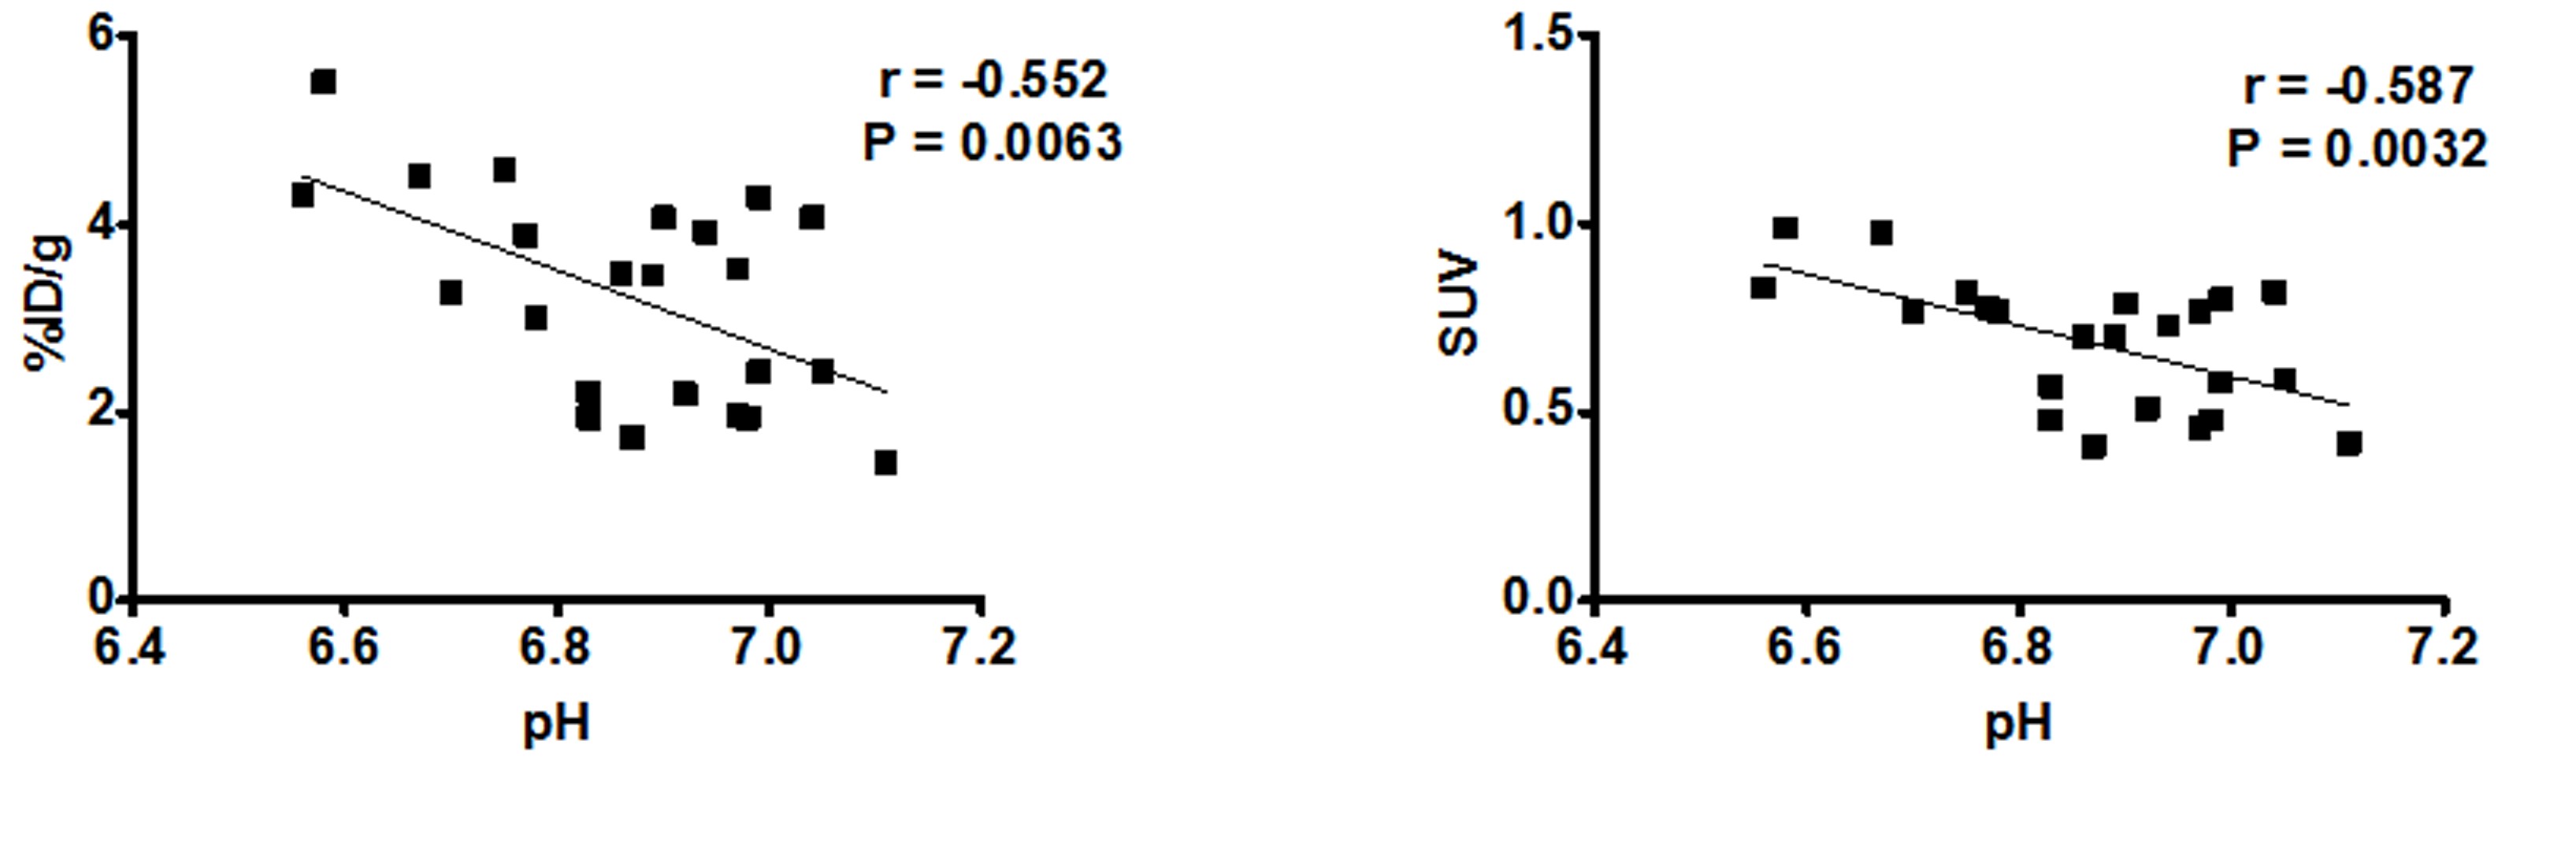 6
4
2
0
%ID/g
r = -0.552
P = 0.0063
6.4 6.6 6.8 7.0 7.2
pH
1.5
1.0
0.5
0.0
SUV
r = -0.587
P = 0.0032
6.4 6.6 6.8 7.0 7.2
pH